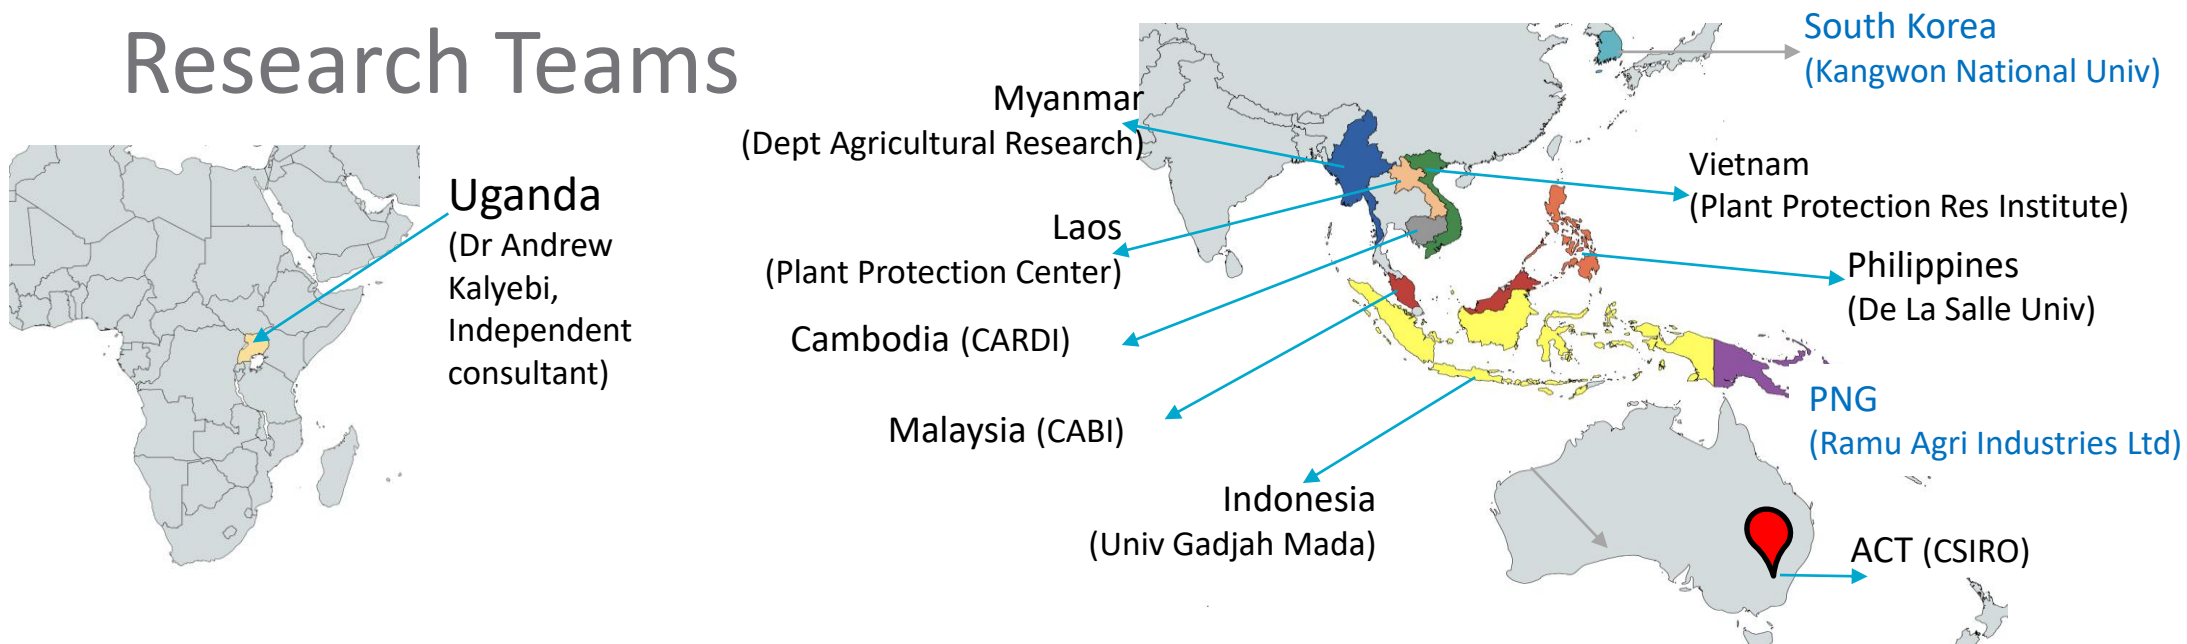 Research Teams
Uganda
(Dr Andrew
Kalyebi,
Independent
consultant)
Myanmar
(Dept Agricultural Research)
Laos
(Plant Protection Center)
Cambodia (CARDI)
Malaysia (CABI)
Indonesia
(Univ Gadjah Mada)
South Korea
(Kangwon National Univ)
Vietnam
(Plant Protection Res Institute)
Philippines
(De La Salle Univ)
PNG
(Ramu Agri Industries Ltd)
ACT (CSIRO)